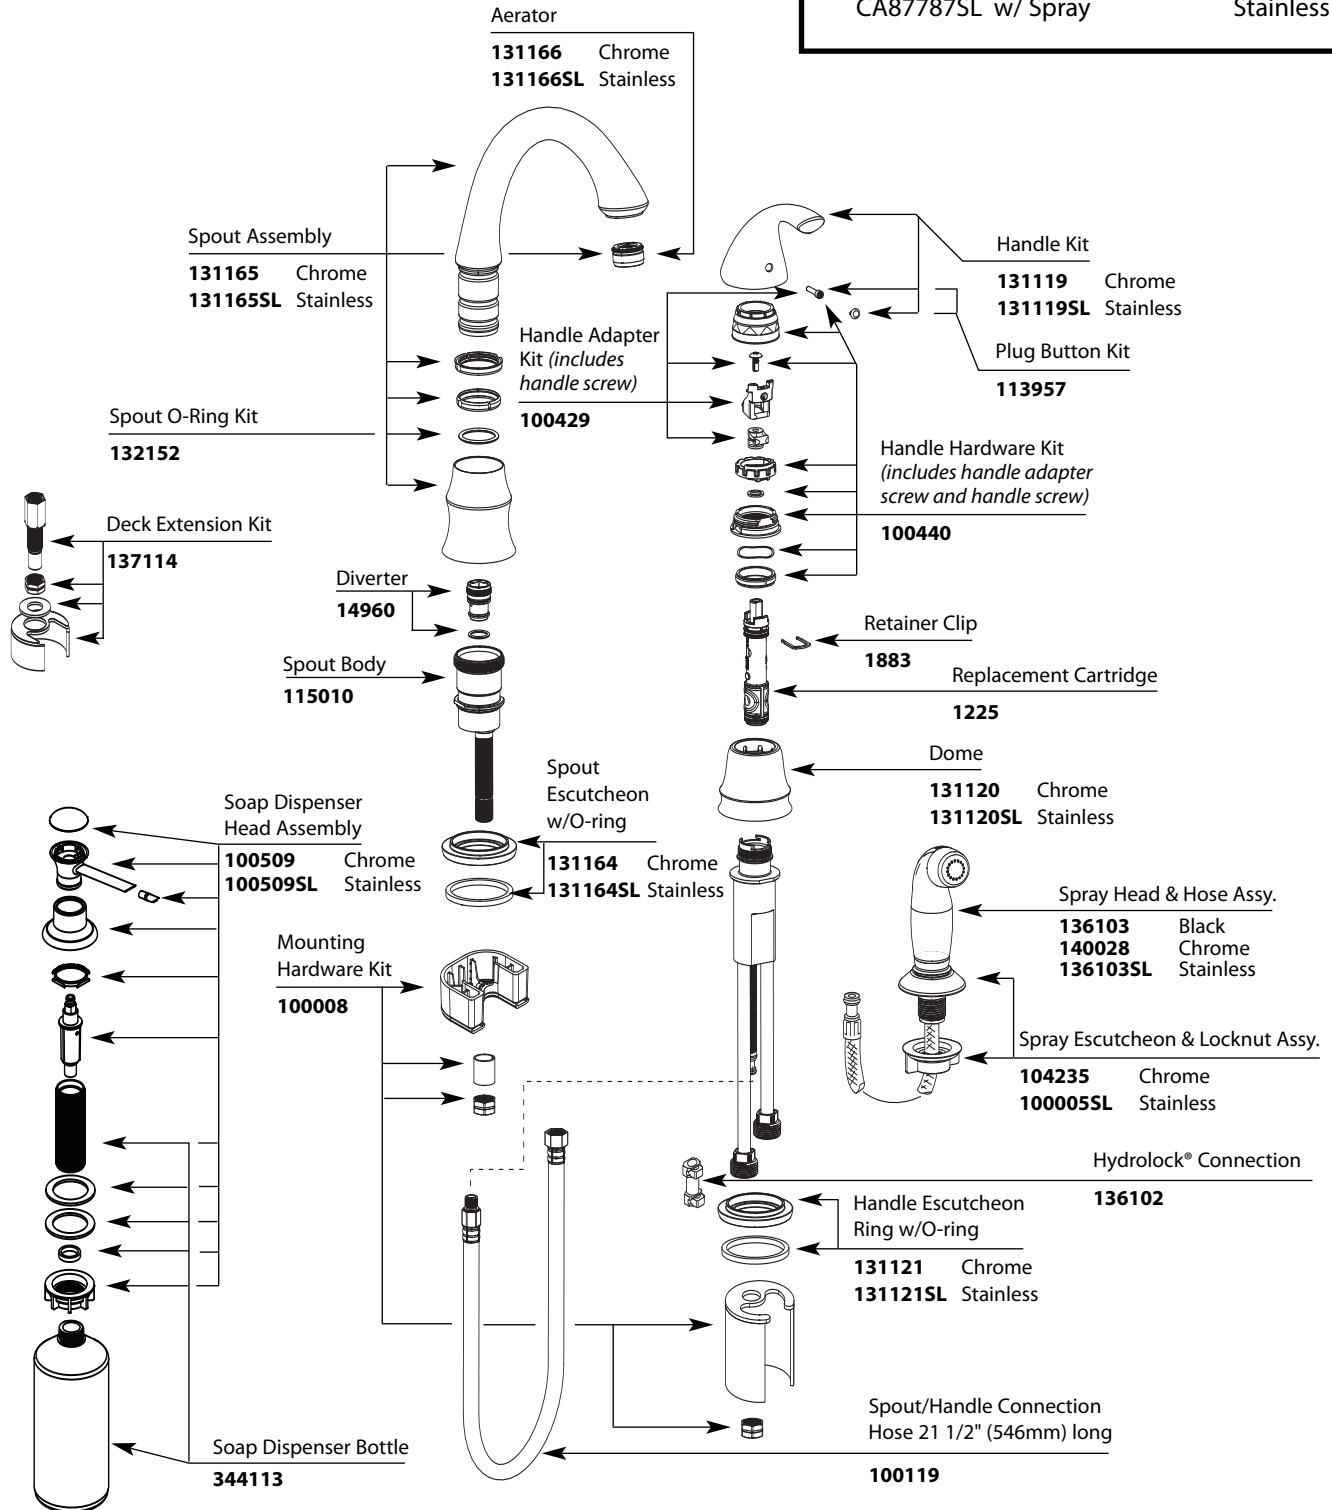 CA87787SL w/ Spray Stainless
Aerator
131166 Chrome
131166SL Stainless
Spout Assembly
131165 Chrome
131165SL Stainless
Handle Kit
131119 Chrome
131119SL Stainless
Handle Adapter
Kit (includes
handle screw)
100429
Plug Button Kit
113957
Spout O-Ring Kit
132152
Handle Hardware Kit
(includes handle adapter
screw and handle screw)
100440
Deck Extension Kit
137114
Diverter
14960
Retainer Clip
1883
Spout Body
115010
Replacement Cartridge
1225
Dome
131120 Chrome
131120SL Stainless
Spout
Escutcheon
w/O-ring
131164 Chrome
131164SL Stainless
Soap Dispenser
Head Assembly
100509 Chrome
100509SL Stainless
Spray Head & Hose Assy.
136103 Black
140028 Chrome
136103SL Stainless
Mounting
Hardware Kit
100008
Spray Escutcheon & Locknut Assy.
104235 Chrome
100005SL Stainless
Hydrolock® Connection
136102
Handle Escutcheon
Ring w/O-ring
131121 Chrome
131121SL Stainless
Spout/Handle Connection
Hose 21 1/2" (546mm) long
100119
Soap Dispenser Bottle
344113